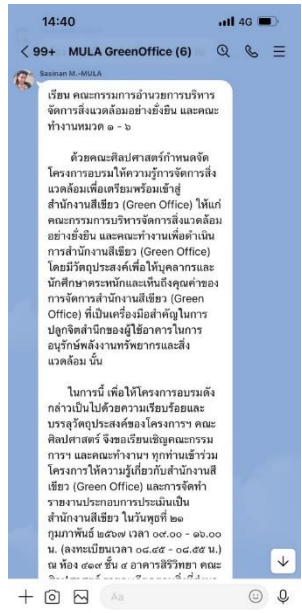 14:40
4G
99+ MULA GreenOffice (6)
Sasinan M.-MULA
เรียน คณะกรรมการอำนวยการบริหาร
จัดการสิ่งแวดล้อมอย่างยั่งยืน และคณะ
ทำงานหมวด ๑ - ๖
ด้วยคณะศิลปศาสตร์กำหนดจัด
โครงการอบรมให้ความรู้การจัดการสิ่ง
แวดล้อมเพื่อเตรียมพร้อมเข้าสู่
สำนักงานสีเขียว (Green Office) ให้แก่
คณะกรรมการบริหารจัดการสิ่งแวดล้อม
อย่างยั่งยืน และคณะทำงานเพื่อดำเนิน
การสำนักงานสีเขียว (Green Office)
โดยมีวัตถุประสงค์เพื่อให้บุคลากรและ
นักศึกษาตระหนักและเห็นถึงคุณค่าของ
การจัดการสำนักงานสีเขียว (Green
Office) ที่เป็นเครื่องมือสำคัญในการ
ปลูกจิตสำนึกของผู้ใช้อาคารในการ
อนุรักษ์พลังงานทรัพยากรและสิ่ง
แวดล้อม นั้น
ในการนี้ เพื่อให้โครงการอบรมดัง
กล่าวเป็นไปด้วยความเรียบร้อยและ
บรรลุวัตถุประสงค์ของโครงการฯ คณะ
ศิลปศาสตร์ จึงขอเรียนเชิญคณะกรรม
การฯ และคณะทำงานฯ ทุกท่านเข้าร่วม
โครงการให้ความรู้เกี่ยวกับสำนักงานสี
เขียว (Green Office) และการจัดทำ
รายงานประกอบการประเมินเป็น
สำนักงานสีเขียว ในวันพุธที่ ๒๑
กุมภาพันธ์ ๒๕๖๗ เวลา ๐๙.๐๐ - ๑๖.๐๐
น. (ลงทะเบียนเวลา ๐๘.๔๕ - ๐๘.๕๕ น.)
ณ ห้อง ๔๑๙ ชั้น ๔ อาคารสิริวิทยา คณะ
Aa